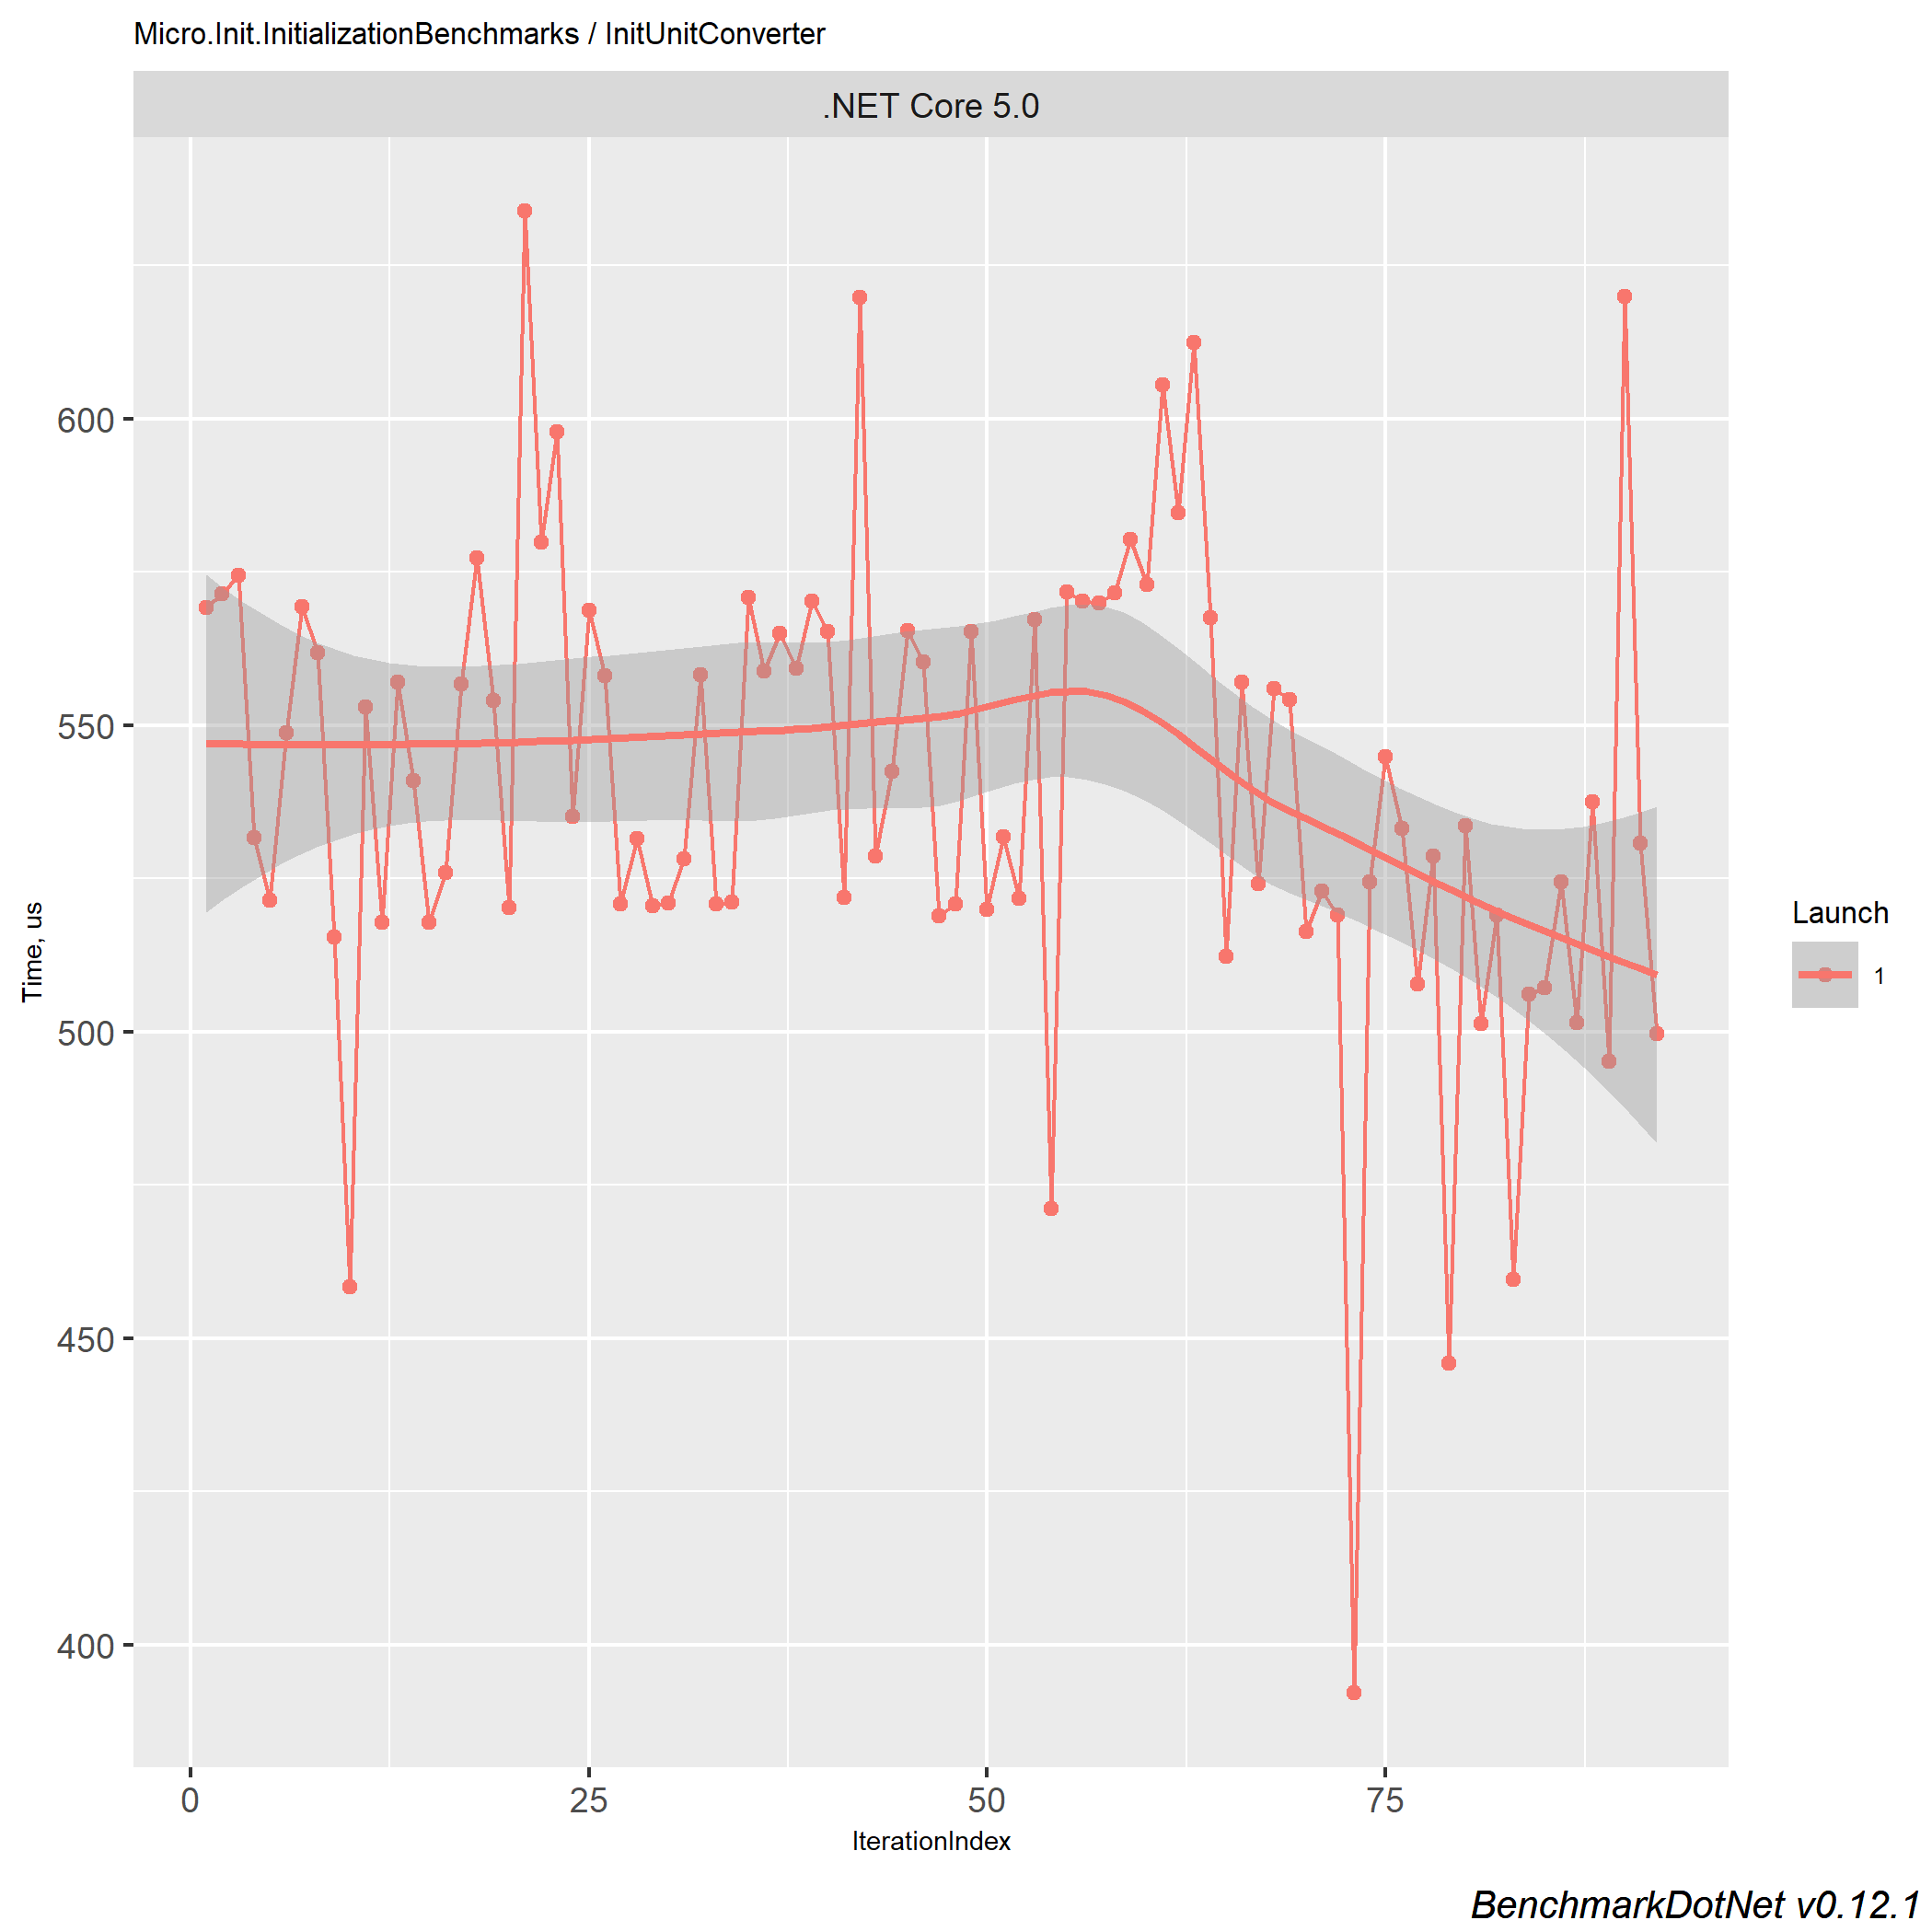 Micro.Init.InitializationBenchmarks / InitUnitConverter
.NET Core 5.0
600
550
500
450
400
Time, us
0 25 50 75
IterationIndex
Launch
1
BenchmarkDotNet v0.12.1